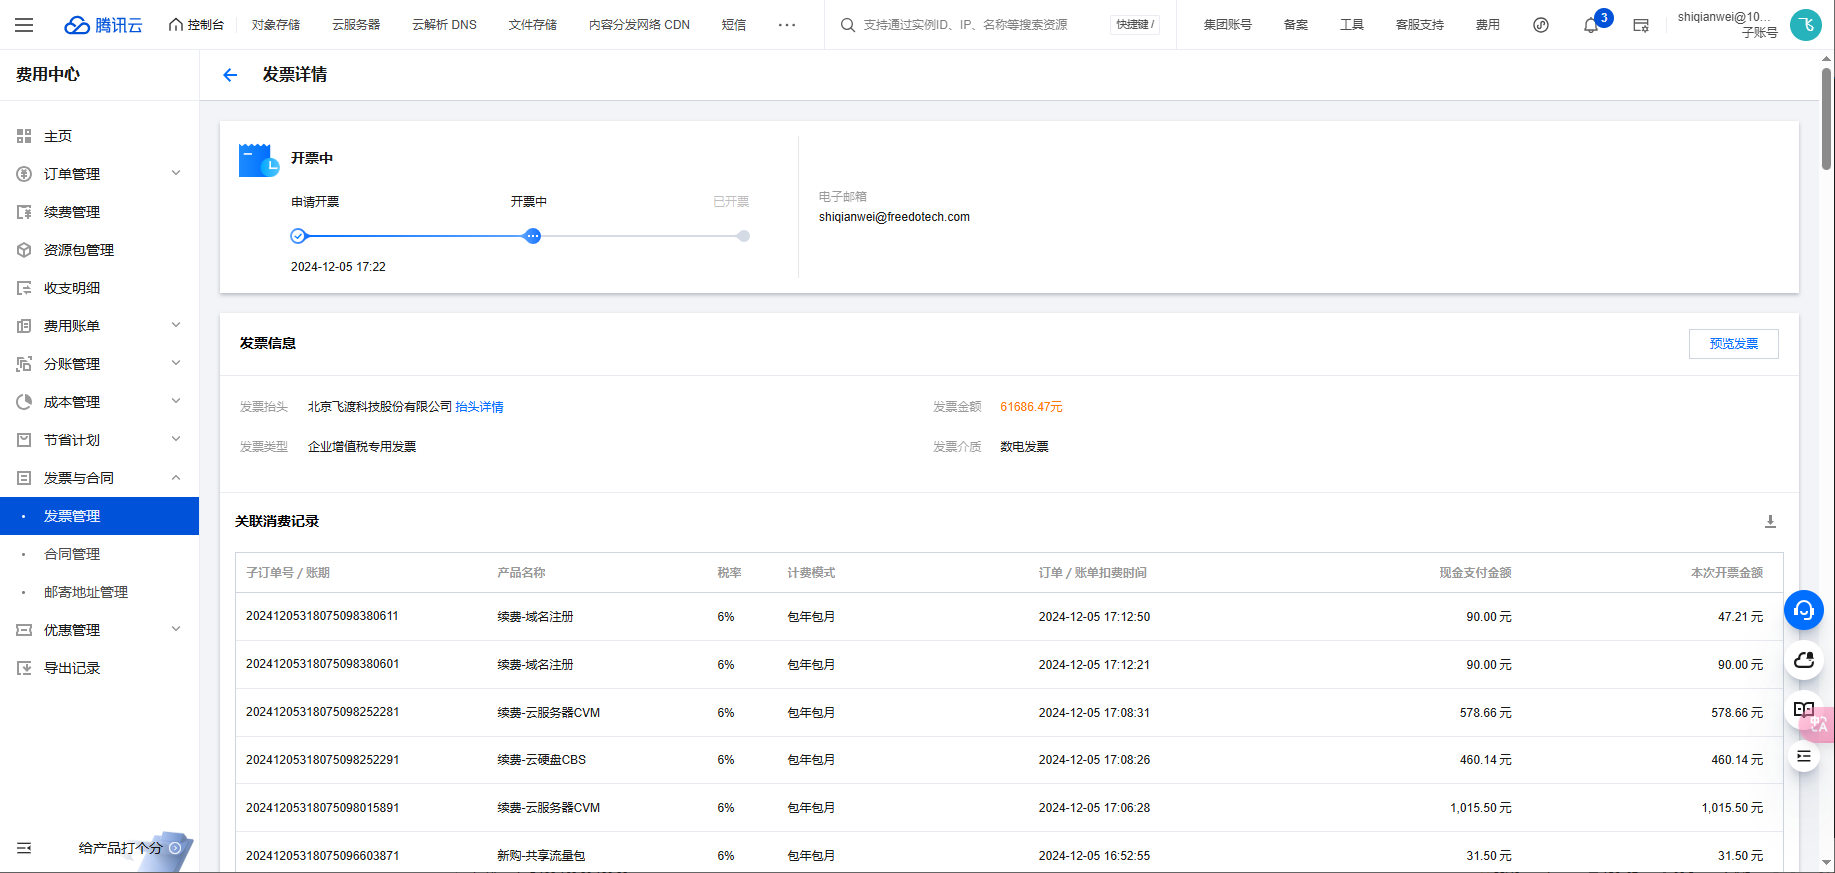 腾讯云
控制台
对象存储
云服务器
云解析 DNS
文件存储
内容分发网络 CDN
短信
支持通过实例ID、IP、名称等搜索资源
快捷键 /
集团账号
备案
工具
客服支持
费用
3
shiqianwei@10...
子账号
飞
费用中心
主页
订单管理
续费管理
资源包管理
收支明细
费用账单
分账管理
成本管理
节省计划
发票与合同
发票管理
合同管理
邮寄地址管理
优惠管理
导出记录
给产品打个分
发票详情
开票中
申请开票 开票中 已开票
2024-12-05 17:22
电子邮箱
shiqianwei@freedotech.com
发票信息
预览发票
发票抬头 北京飞渡科技股份有限公司 抬头详情
发票金额 61686.47元
发票类型 企业增值税专用发票
发票介质 数电发票
关联消费记录
子订单号 / 账期 产品名称 税率 计费模式 订单 / 账单扣费时间 现金支付金额 本次开票金额
20241205318075098380611 续费-域名注册 6% 包年包月 2024-12-05 17:12:50 90.00 元 47.21 元
20241205318075098380601 续费-域名注册 6% 包年包月 2024-12-05 17:12:21 90.00 元 90.00 元
20241205318075098252281 续费-云服务器CVM 6% 包年包月 2024-12-05 17:08:31 578.66 元 578.66 元
20241205318075098252291 续费-云硬盘CBS 6% 包年包月 2024-12-05 17:08:26 460.14 元 460.14 元
20241205318075098015891 续费-云服务器CVM 6% 包年包月 2024-12-05 17:06:28 1,015.50 元 1,015.50 元
20241205318075096603871 新购-共享流量包 6% 包年包月 2024-12-05 16:52:55 31.50 元 31.50 元